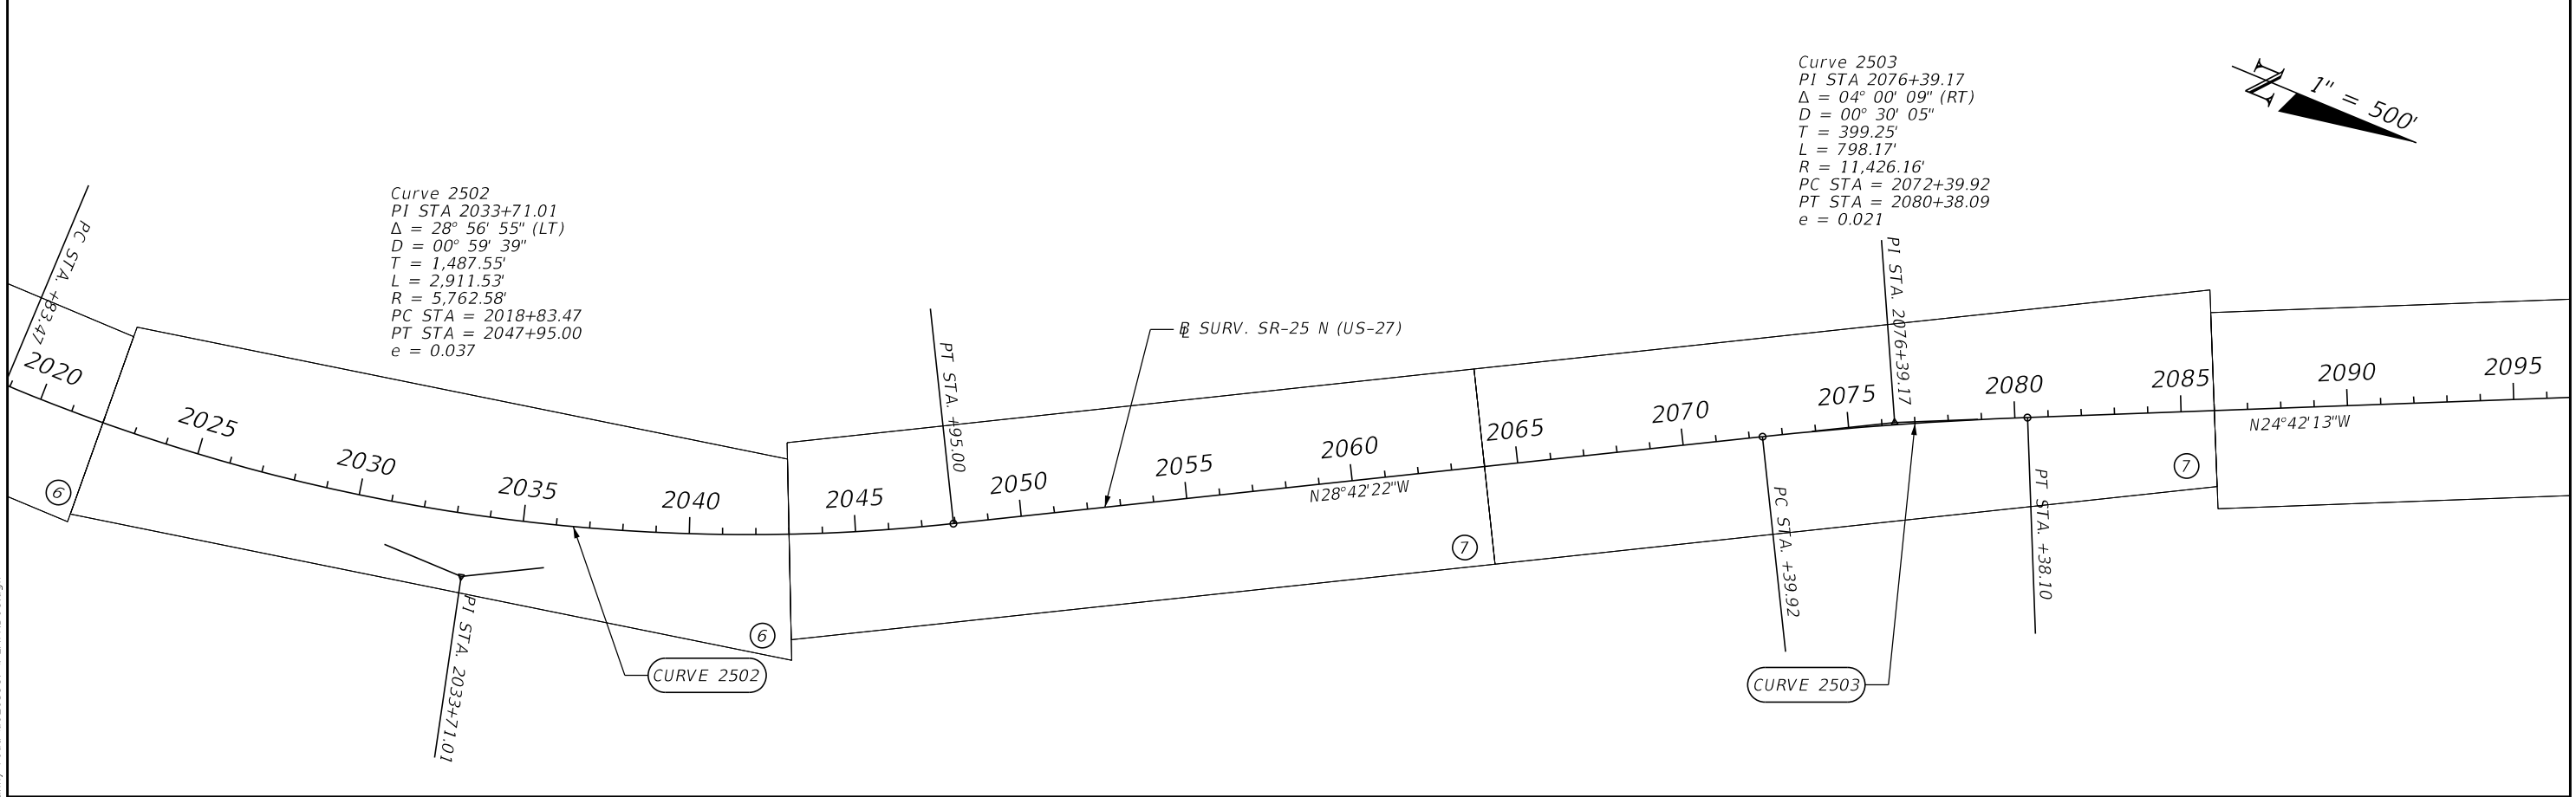 Curve 2503
PI STA 2076+39.17
Δ = 04° 00' 09" (RT)
D = 00° 30' 05"
T = 399.25'
L = 798.17'
R = 11,426.16'
PC STA = 2072+39.92
PT STA = 2080+38.09
e = 0.021
N
1" = 500'
Curve 2502
PI STA 2033+71.01
Δ = 28° 56' 55" (LT)
D = 00° 59' 39"
T = 1,487.55'
L = 2,911.53'
R = 5,762.58'
PC STA = 2018+83.47
PT STA = 2047+95.00
e = 0.037
PC STA. +83.47
PT STA. +95.00
BL SURV. SR-25 N (US-27)
PI STA. 2076+39.17
2020
2025
2030
2035
2040
2045
2050
2055
2060
2065
2070
2075
2080
2085
2090
2095
N28°42'22"W
N24°42'13"W
6
7
7
6
PC STA. +39.92
PT STA. +38.10
PI STA. 2033+71.01
CURVE 2502
CURVE 2503